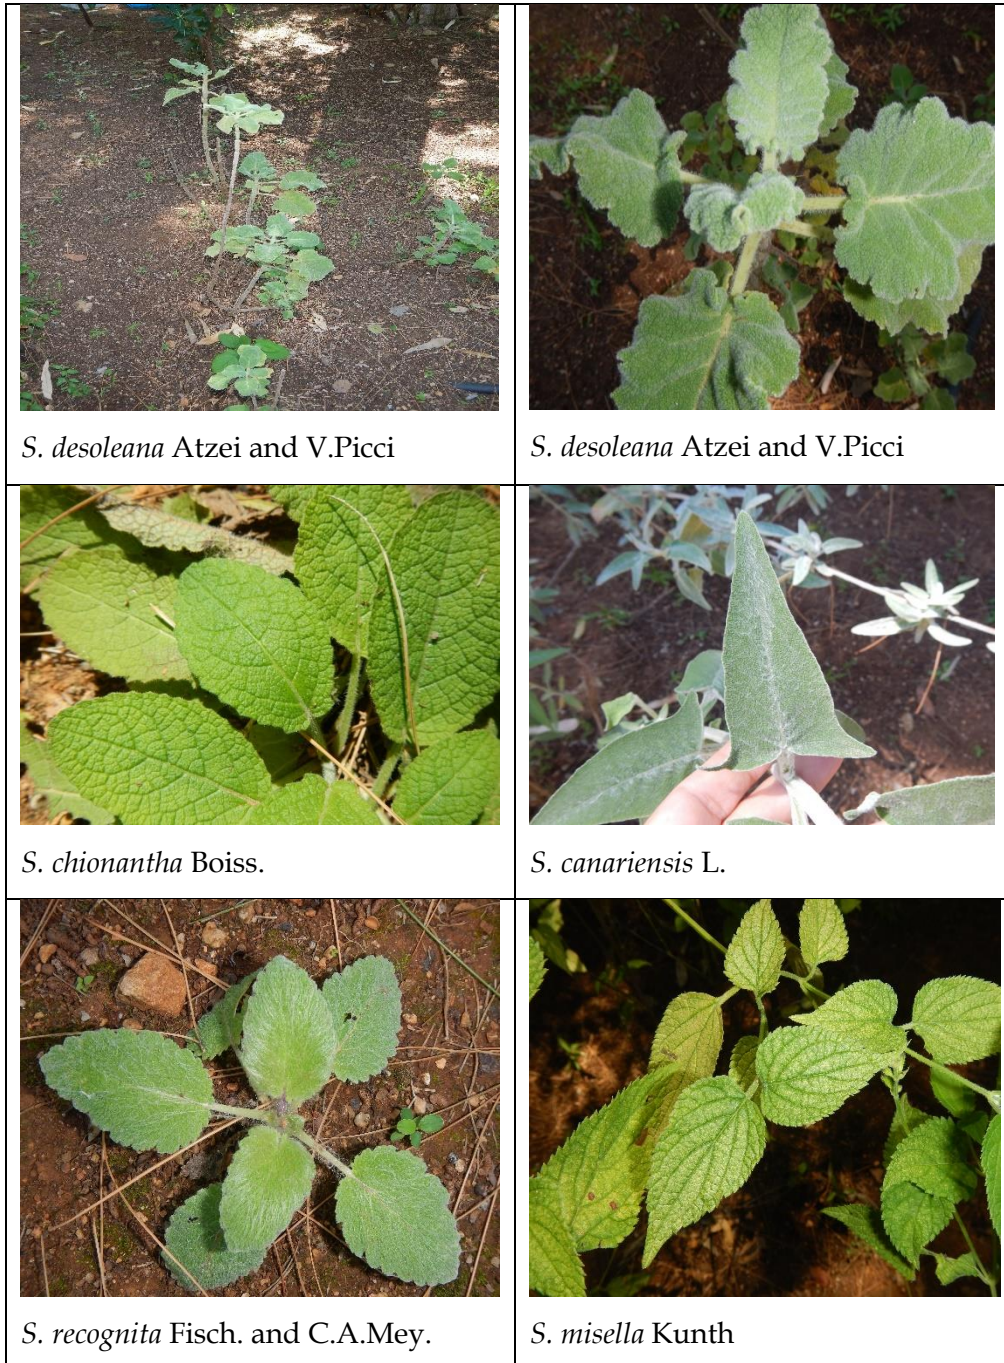 S. desoleana Atzei and V.Picci
S. desoleana Atzei and V.Picci
S. chionantha Boiss.
S. canariensis L.
S. recognita Fisch. and C.A.Mey.
S. misella Kunth